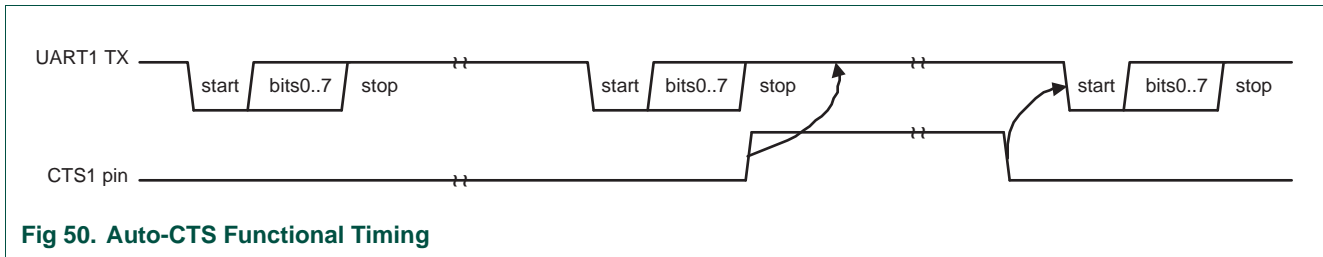 UART1 TX
start bits0..7 stop start bits0..7 stop start bits0..7 stop
CTS1 pin
Fig 50. Auto-CTS Functional Timing